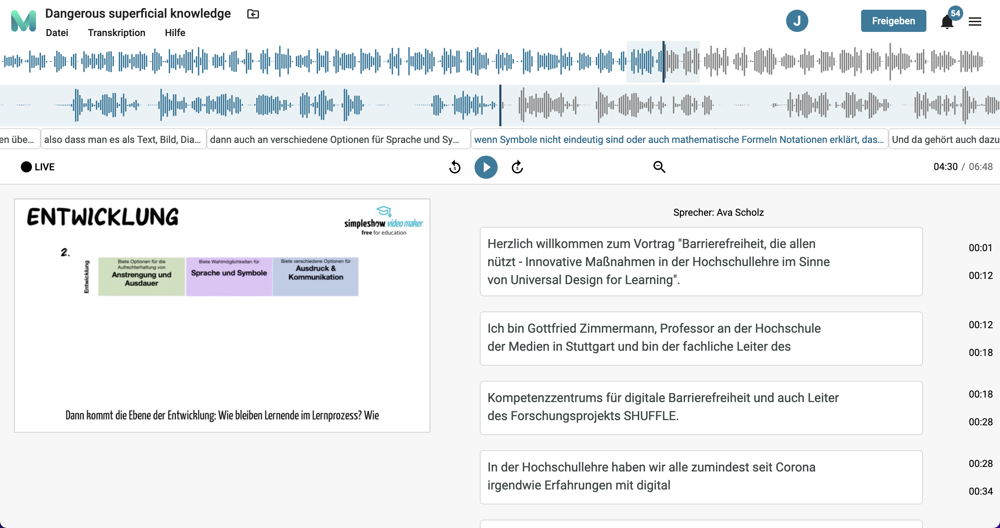 Dangerous superficial knowledge
Datei Transkription Hilfe
J
Freigeben
54
en übe...
also dass man es als Text, Bild, Dia...
dann auch an verschiedene Optionen für Sprache und Sy...
wenn Symbole nicht eindeutig sind oder auch mathematische Formeln Notationen erklärt, das...
Und da gehört auch dazu
LIVE
5
5
04:30 / 06:48
ENTWICKLUNG
simpleshow video maker
free for education
2.
Entwicklung
Biete Optionen für die
Aufrechterhaltung von
Anstrengung und
Ausdauer
Biete Wahlmöglichkeiten für
Sprache und Symbole
Biete verschiedene Optionen für
Ausdruck &
Kommunikation
Dann kommt die Ebene der Entwicklung: Wie bleiben Lernende im Lernprozess? Wie
Sprecher: Ava Scholz
Herzlich willkommen zum Vortrag "Barrierefreiheit, die allen
nützt - Innovative Maßnahmen in der Hochschullehre im Sinne
von Universal Design for Learning".
00:01
00:12
Ich bin Gottfried Zimmermann, Professor an der Hochschule
der Medien in Stuttgart und bin der fachliche Leiter des
00:12
00:18
Kompetenzzentrums für digitale Barrierefreiheit und auch Leiter
des Forschungsprojekts SHUFFLE.
00:18
00:28
In der Hochschullehre haben wir alle zumindest seit Corona
irgendwie Erfahrungen mit digital
00:28
00:34